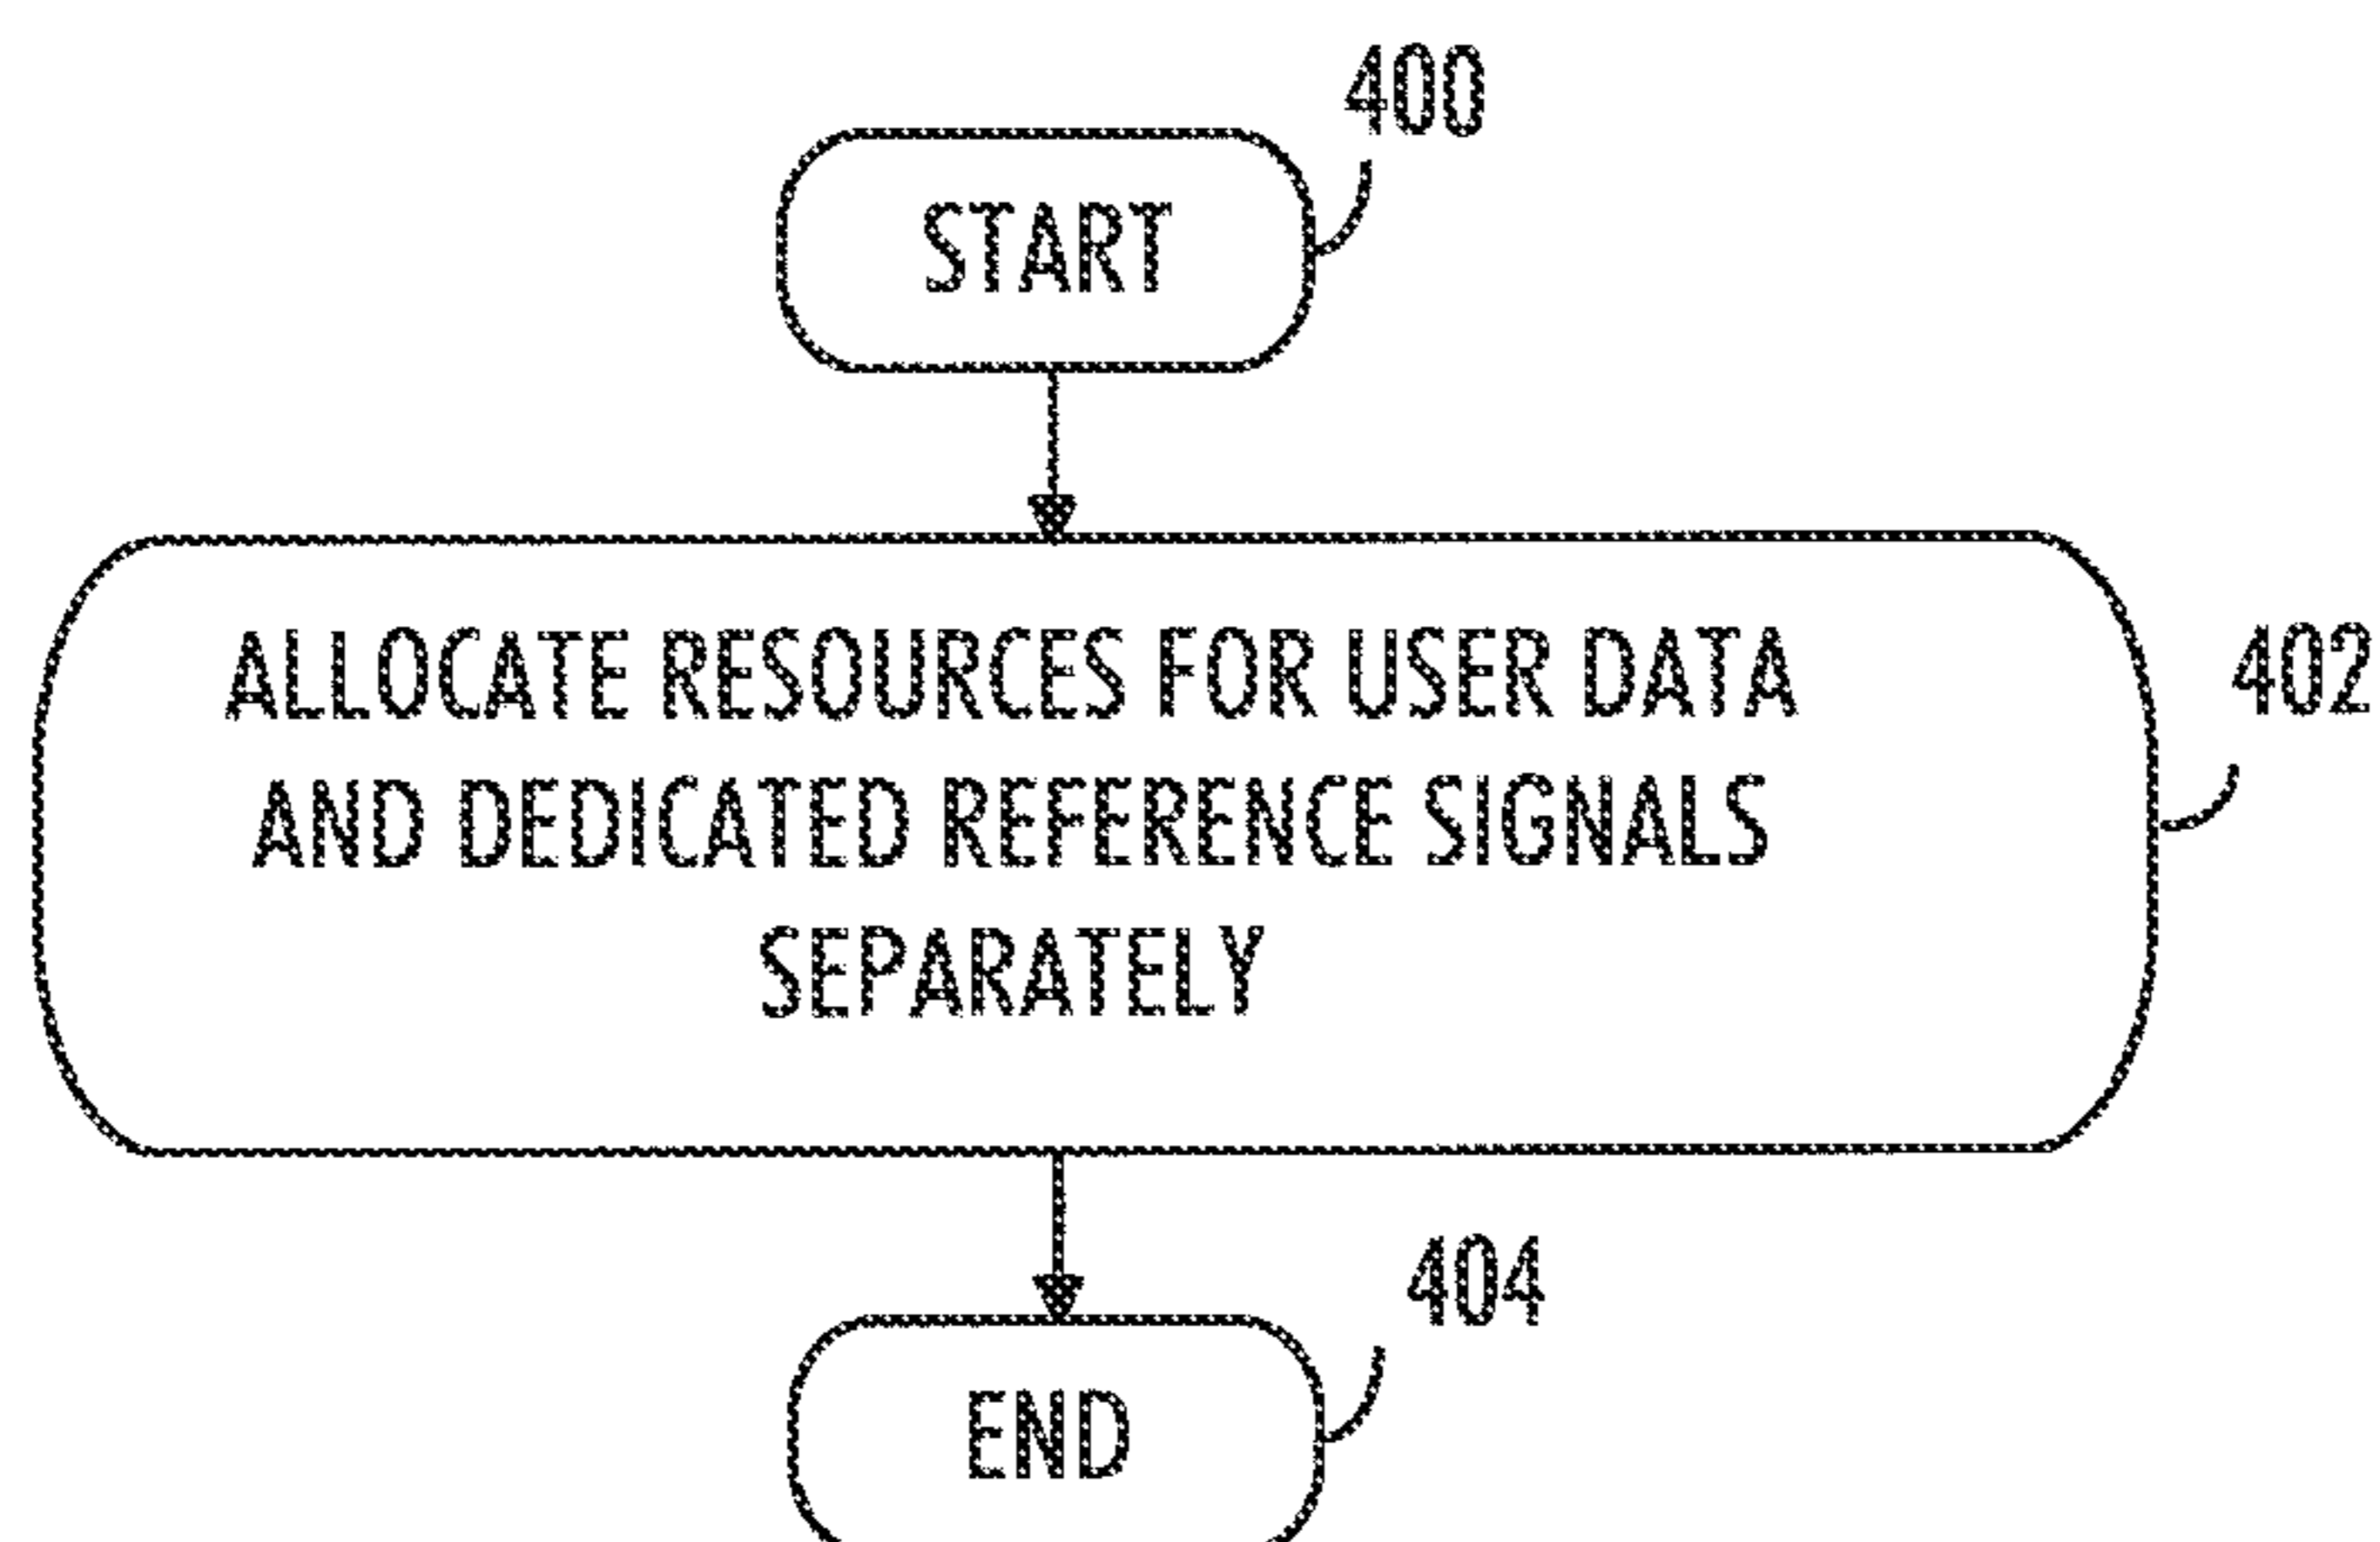 400
START
ALLOCATE RESOURCES FOR USER DATA
AND DEDICATED REFERENCE SIGNALS
SEPARATELY
402
404
END